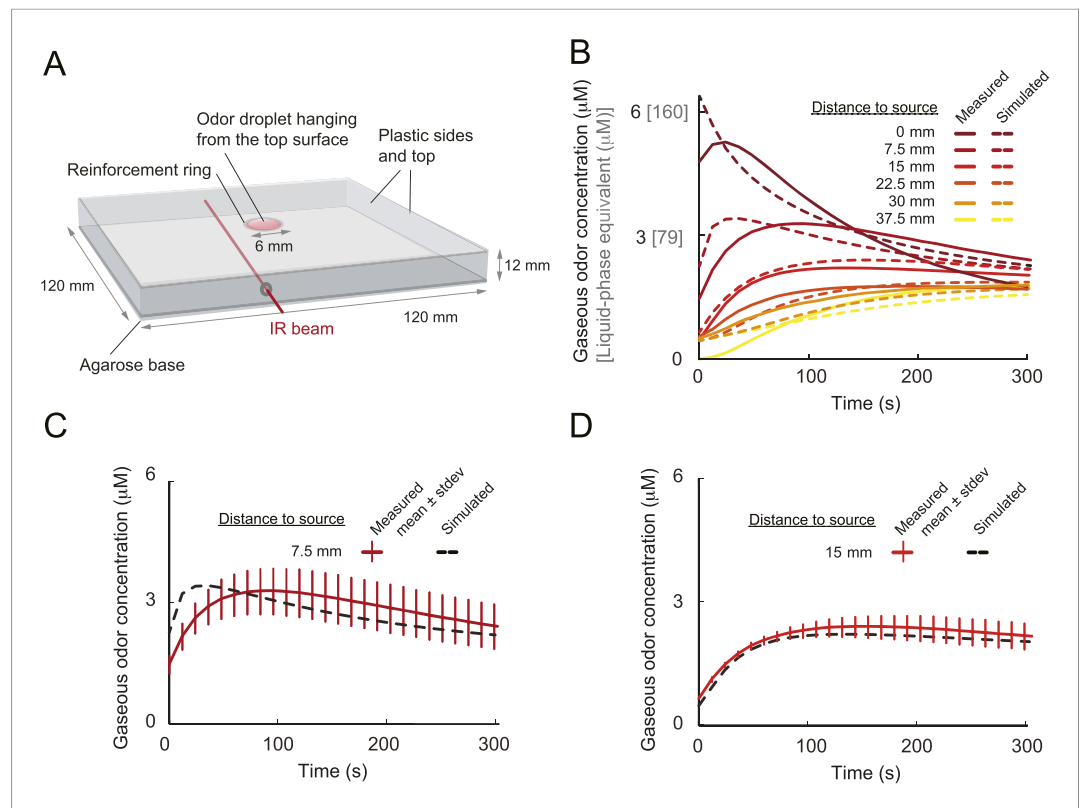 A
Odor droplet hanging
from the top surface
Plastic sides
and top
Reinforcement ring
6 mm
12 mm
120 mm
120 mm
IR beam
Agarose base
B
Gaseous odor concentration (µM)
[Liquid-phase equivalent (µM)]
6 [160]
3 [79]
0
Distance to source
Measured
Simulated
0 mm
7.5 mm
15 mm
22.5 mm
30 mm
37.5 mm
0
100
200
300
Time (s)
C
Gaseous odor concentration (µM)
6
3
0
Distance to source
Measured
mean ± stdev
Simulated
7.5 mm
0
100
200
300
Time (s)
D
Gaseous odor concentration (µM)
6
3
0
Distance to source
Measured
mean ± stdev
Simulated
15 mm
0
100
200
300
Time (s)